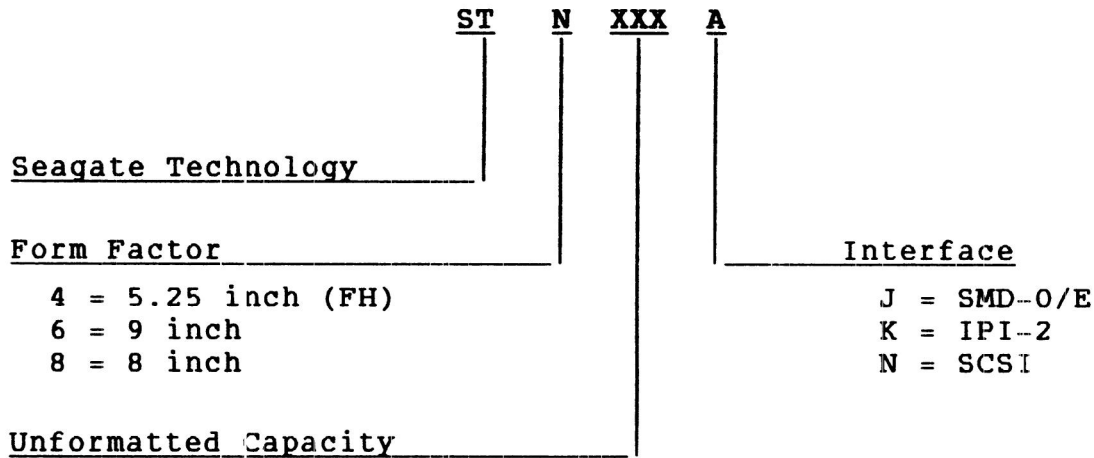 ST N XXX A
Seagate Technology
Form Factor Interface
4 = 5.25 inch (FH) J = SMD-O/E
6 = 9 inch K = IPI-2
8 = 8 inch N = SCSI
Unformatted Capacity